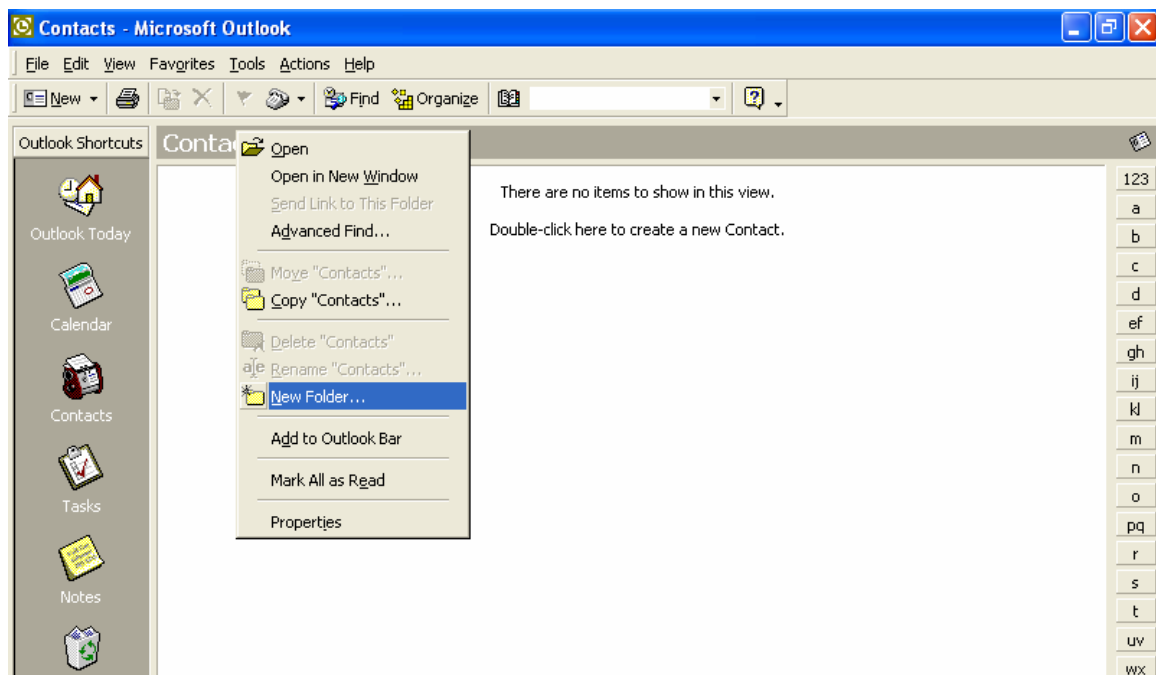 Contacts - Microsoft Outlook
File Edit View Favorites Tools Actions Help
New Find Organize
Outlook Shortcuts
Conta
Open
Open in New Window
Send Link to This Folder
Advanced Find...
Move "Contacts"...
Copy "Contacts"...
Delete "Contacts"
Rename "Contacts"...
New Folder...
Add to Outlook Bar
Mark All as Read
Properties
There are no items to show in this view.
Double-click here to create a new Contact.
Outlook Today
Calendar
Contacts
Tasks
Notes
123
a
b
c
d
ef
gh
ij
kl
m
n
o
pq
r
s
t
uv
wx